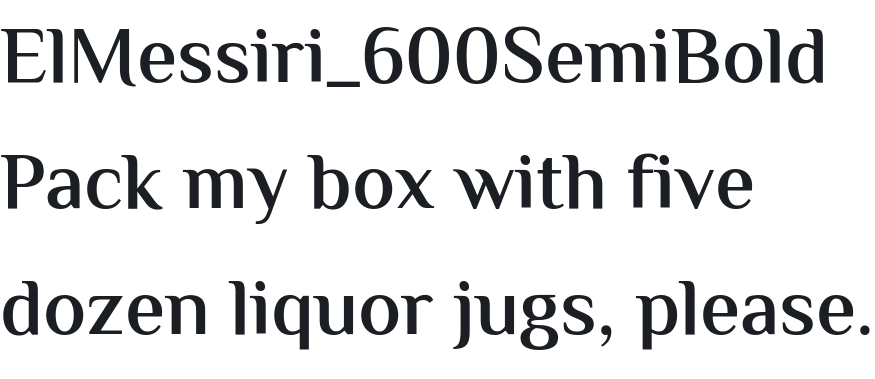 ElMessiri_600SemiBold
Pack my box with five
dozen liquor jugs, please.